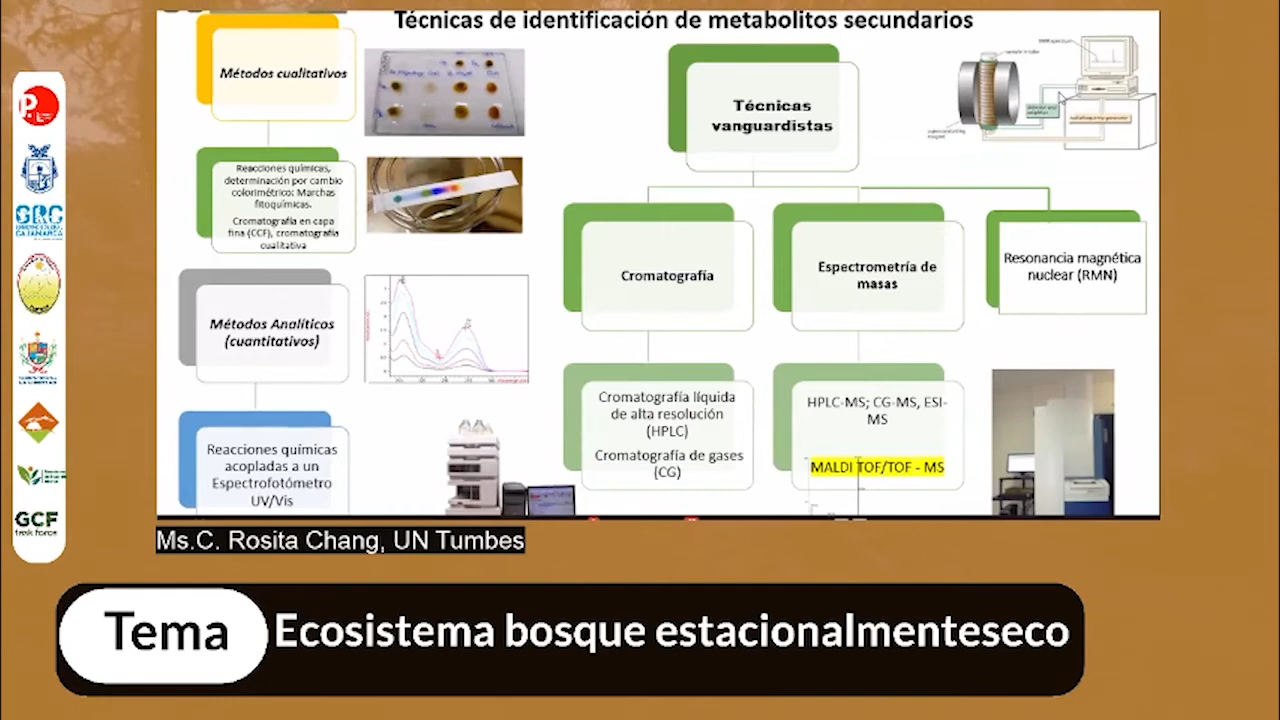 Técnicas de identificación de metabolitos secundarios
Métodos cualitativos
Reacciones químicas,
determinación por cambio
colorimétrico: Marchas
fitoquímicas.
Cromatografía en capa
fina (CCF), cromatografía
cualitativa
Métodos Analíticos
(cuantitativos)
Reacciones químicas
acopladas a un
Espectrofotómetro
UV/Vis
Técnicas
vanguardistas
Cromatografía
Cromatografía líquida
de alta resolución
(HPLC)
Cromatografía de gases
(CG)
Espectrometría de
masas
HPLC-MS; CG-MS, ESI-
MS
MALDI TOF/TOF - MS
Resonancia magnética
nuclear (RMN)
GCF
task force
Ms.C. Rosita Chang, UN Tumbes
Tema
Ecosistema bosque estacionalmenteseco